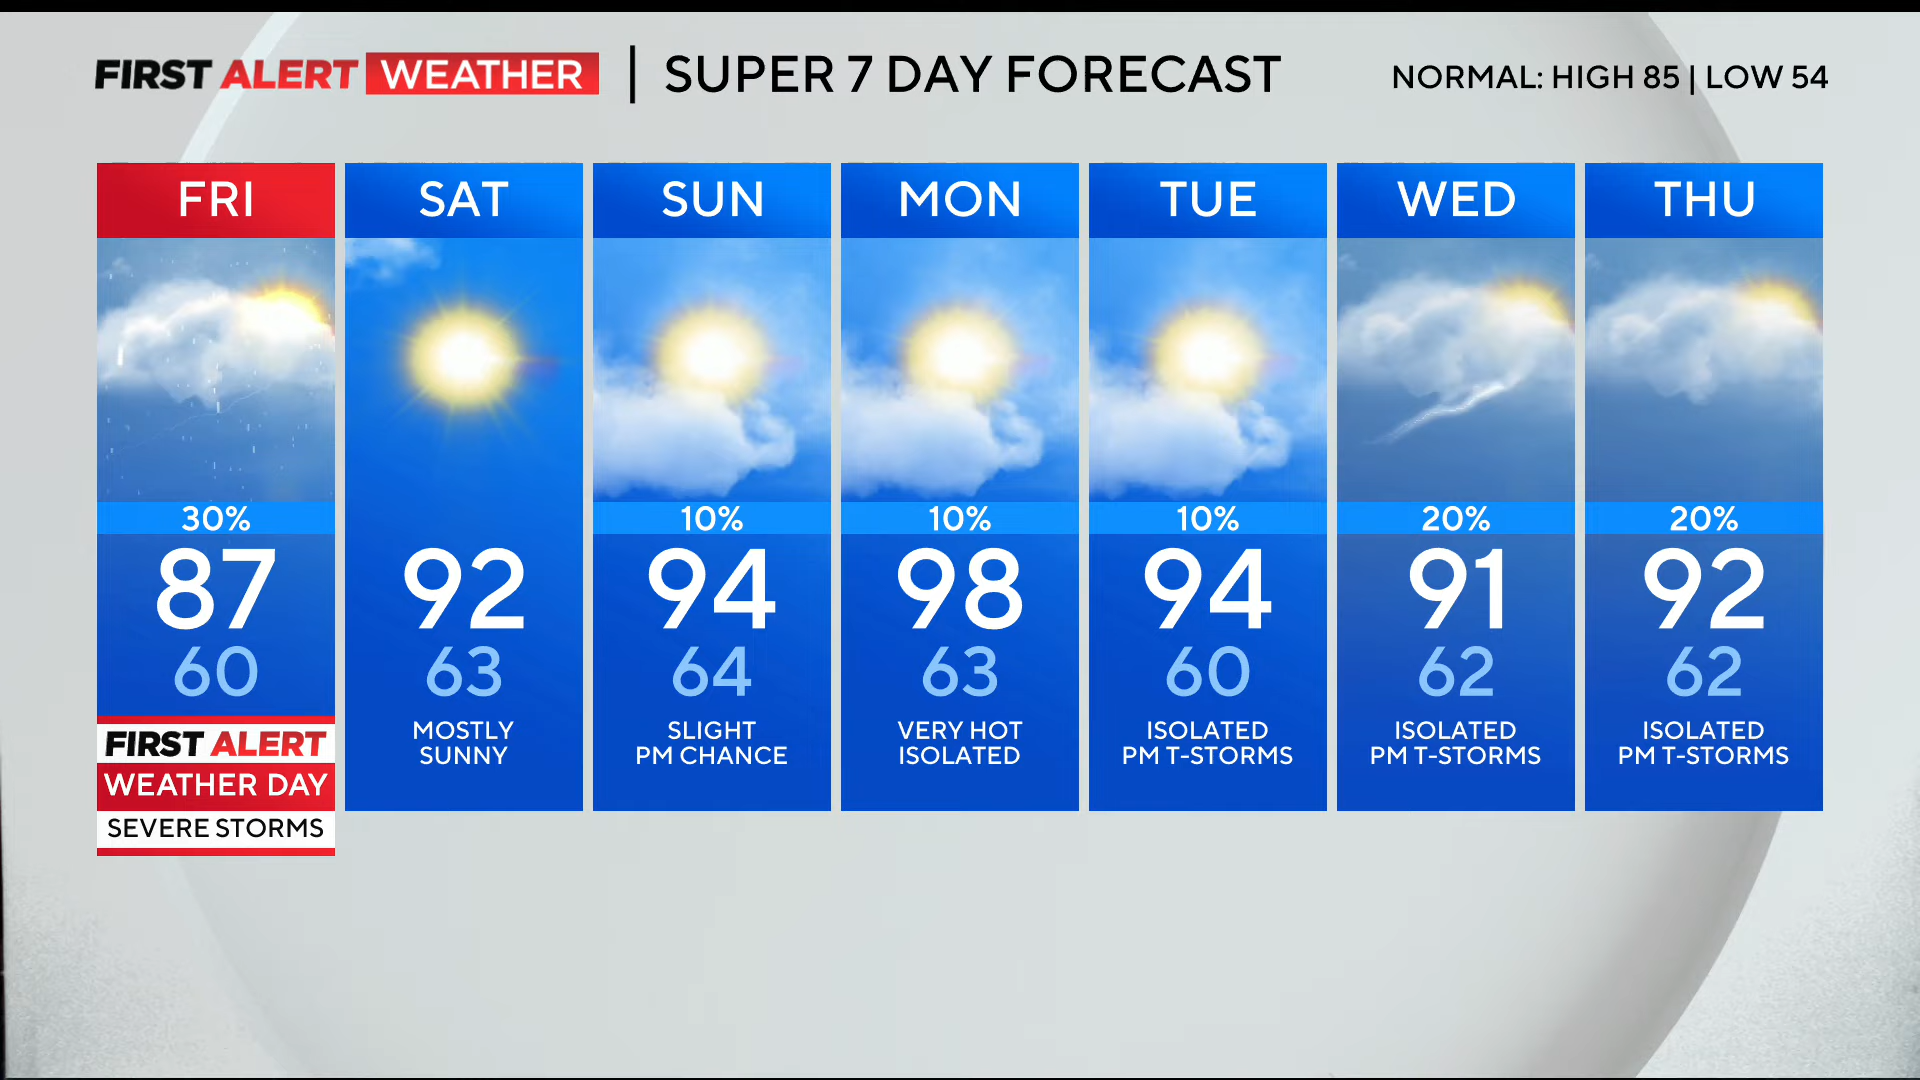 FIRST ALERT WEATHER | SUPER 7 DAY FORECAST
NORMAL: HIGH 85 | LOW 54
FRI
30%
87
60
FIRST ALERT
WEATHER DAY
SEVERE STORMS
SAT
92
63
MOSTLY
SUNNY
SUN
10%
94
64
SLIGHT
PM CHANCE
MON
10%
98
63
VERY HOT
ISOLATED
TUE
10%
94
60
ISOLATED
PM T-STORMS
WED
20%
91
62
ISOLATED
PM T-STORMS
THU
20%
92
62
ISOLATED
PM T-STORMS